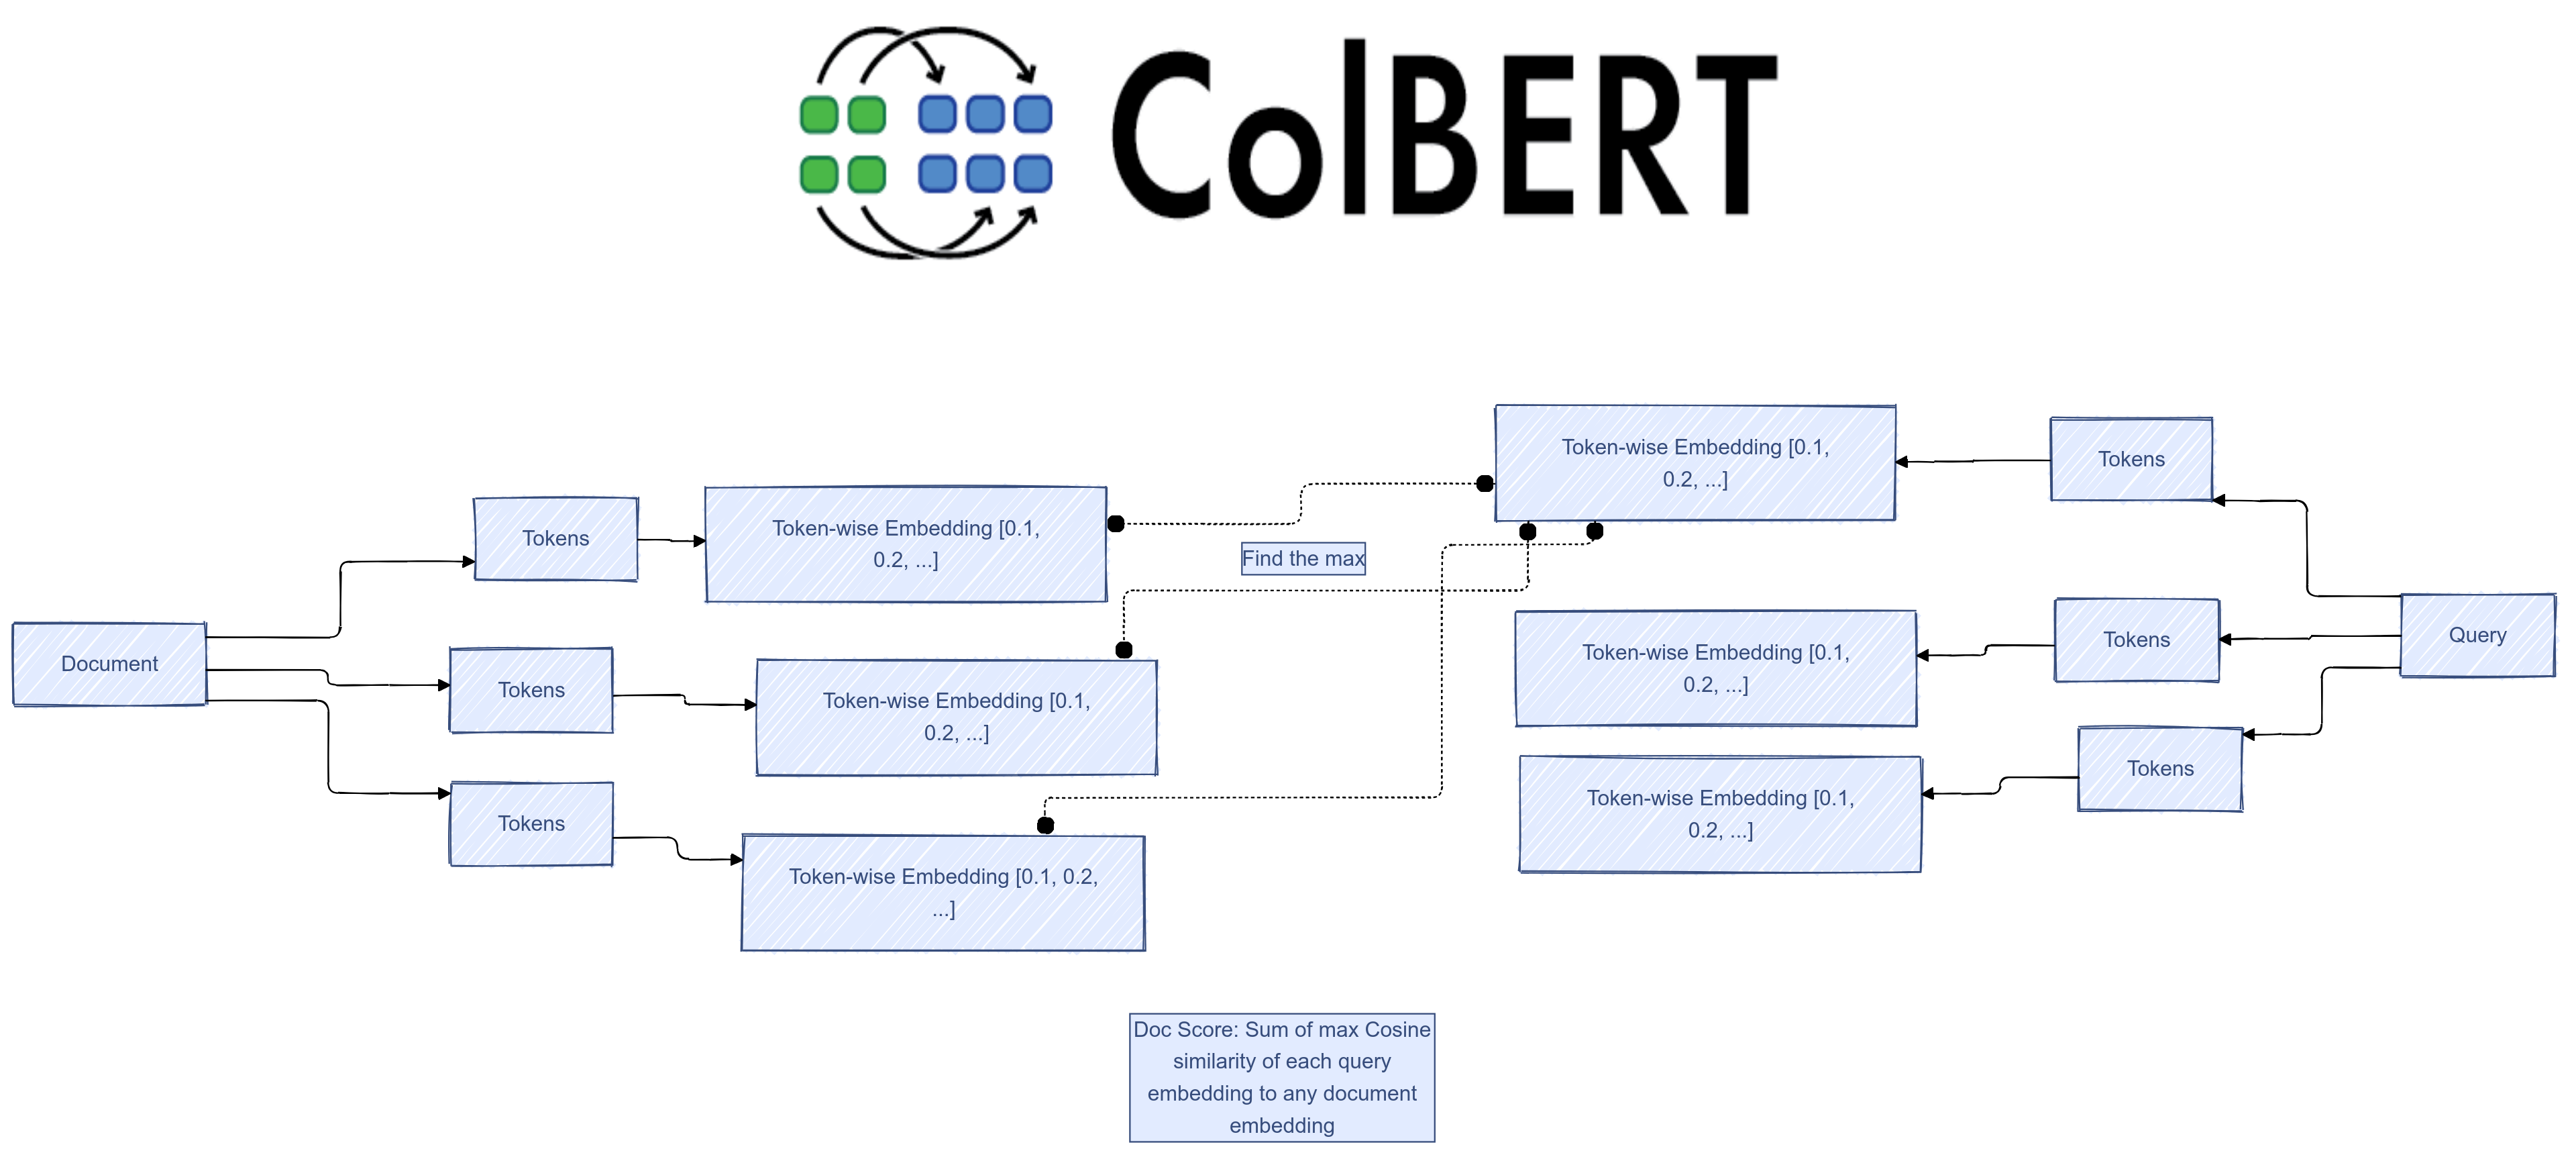 ColBERT
Token-wise Embedding [0.1,
0.2, ...]
Tokens
Tokens
Token-wise Embedding [0.1,
0.2, ...]
Find the max
Document
Tokens
Token-wise Embedding [0.1,
0.2, ...]
Token-wise Embedding [0.1,
0.2, ...]
Tokens
Query
Tokens
Token-wise Embedding [0.1, 0.2,
...]
Token-wise Embedding [0.1,
0.2, ...]
Tokens
Doc Score: Sum of max Cosine
similarity of each query
embedding to any document
embedding